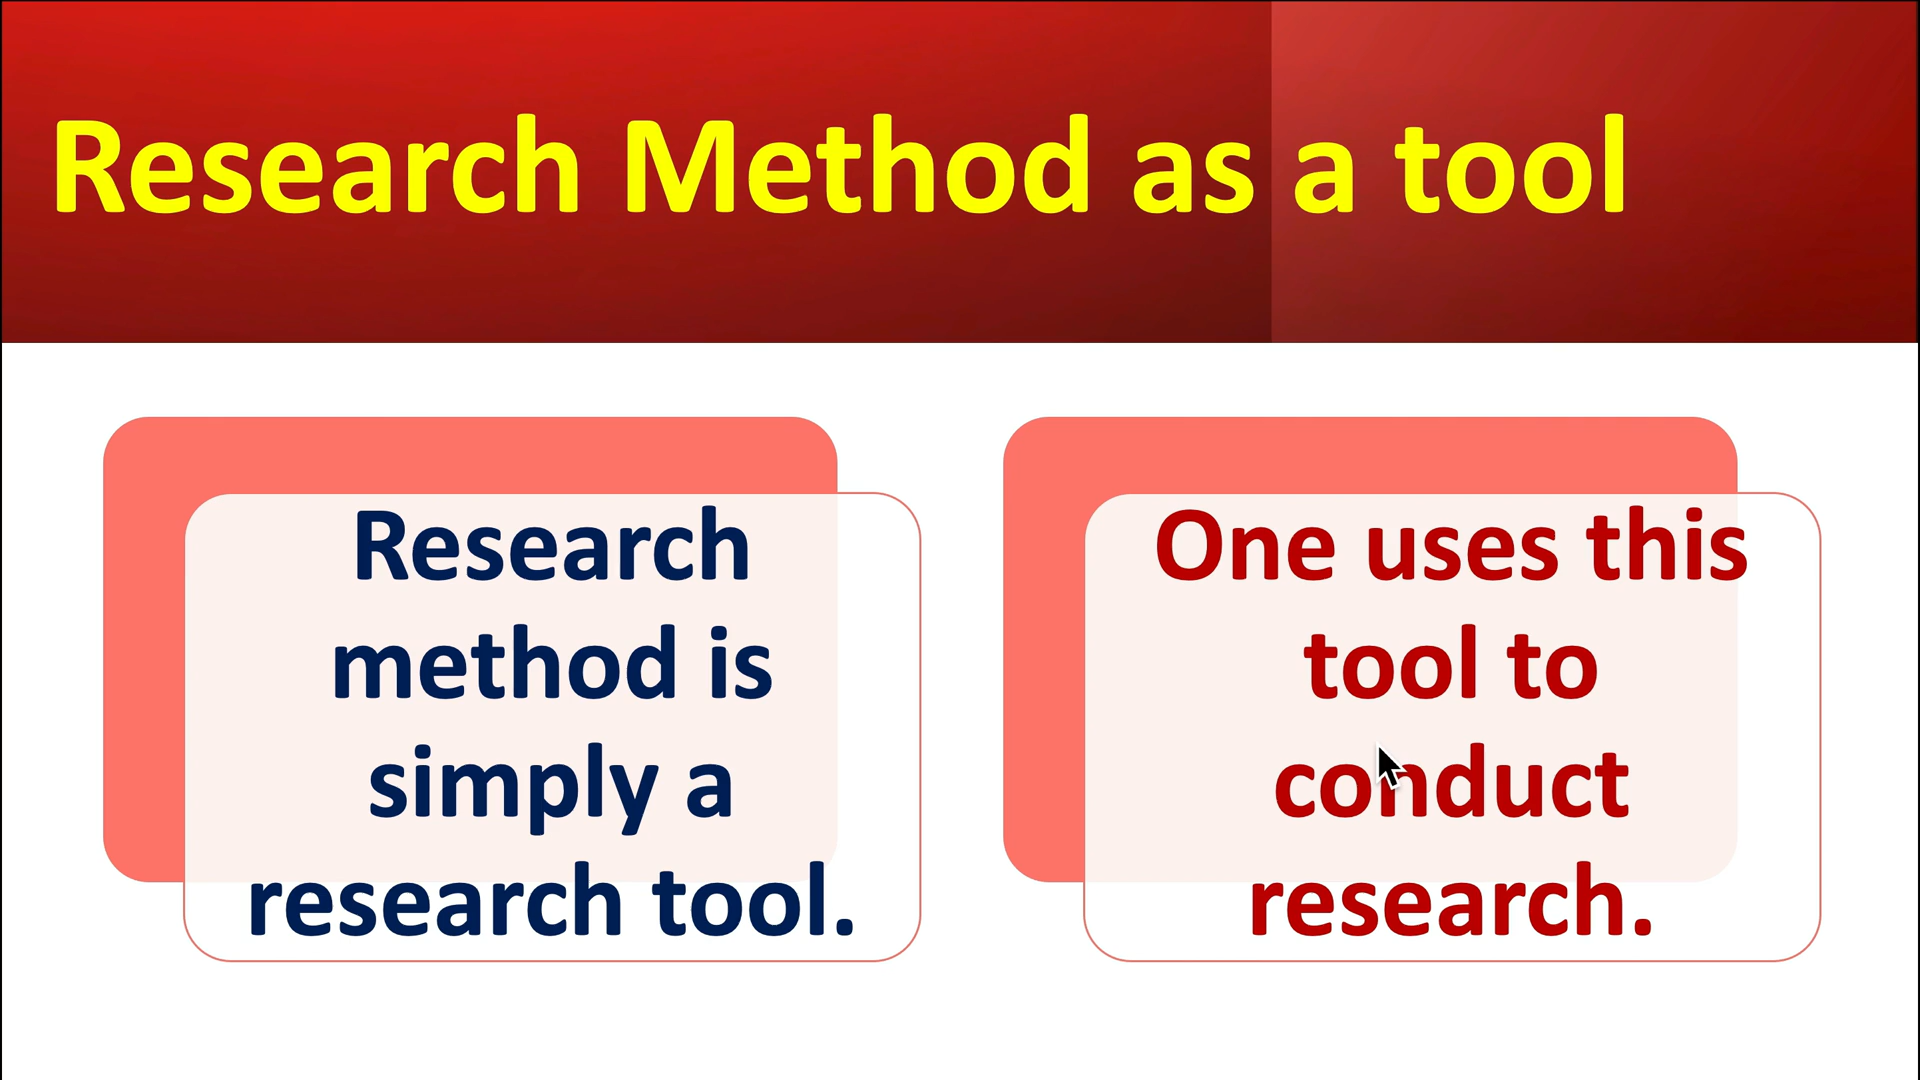 Research Method as a tool
Research
method is
simply a
research tool.
One uses this
tool to
conduct
research.